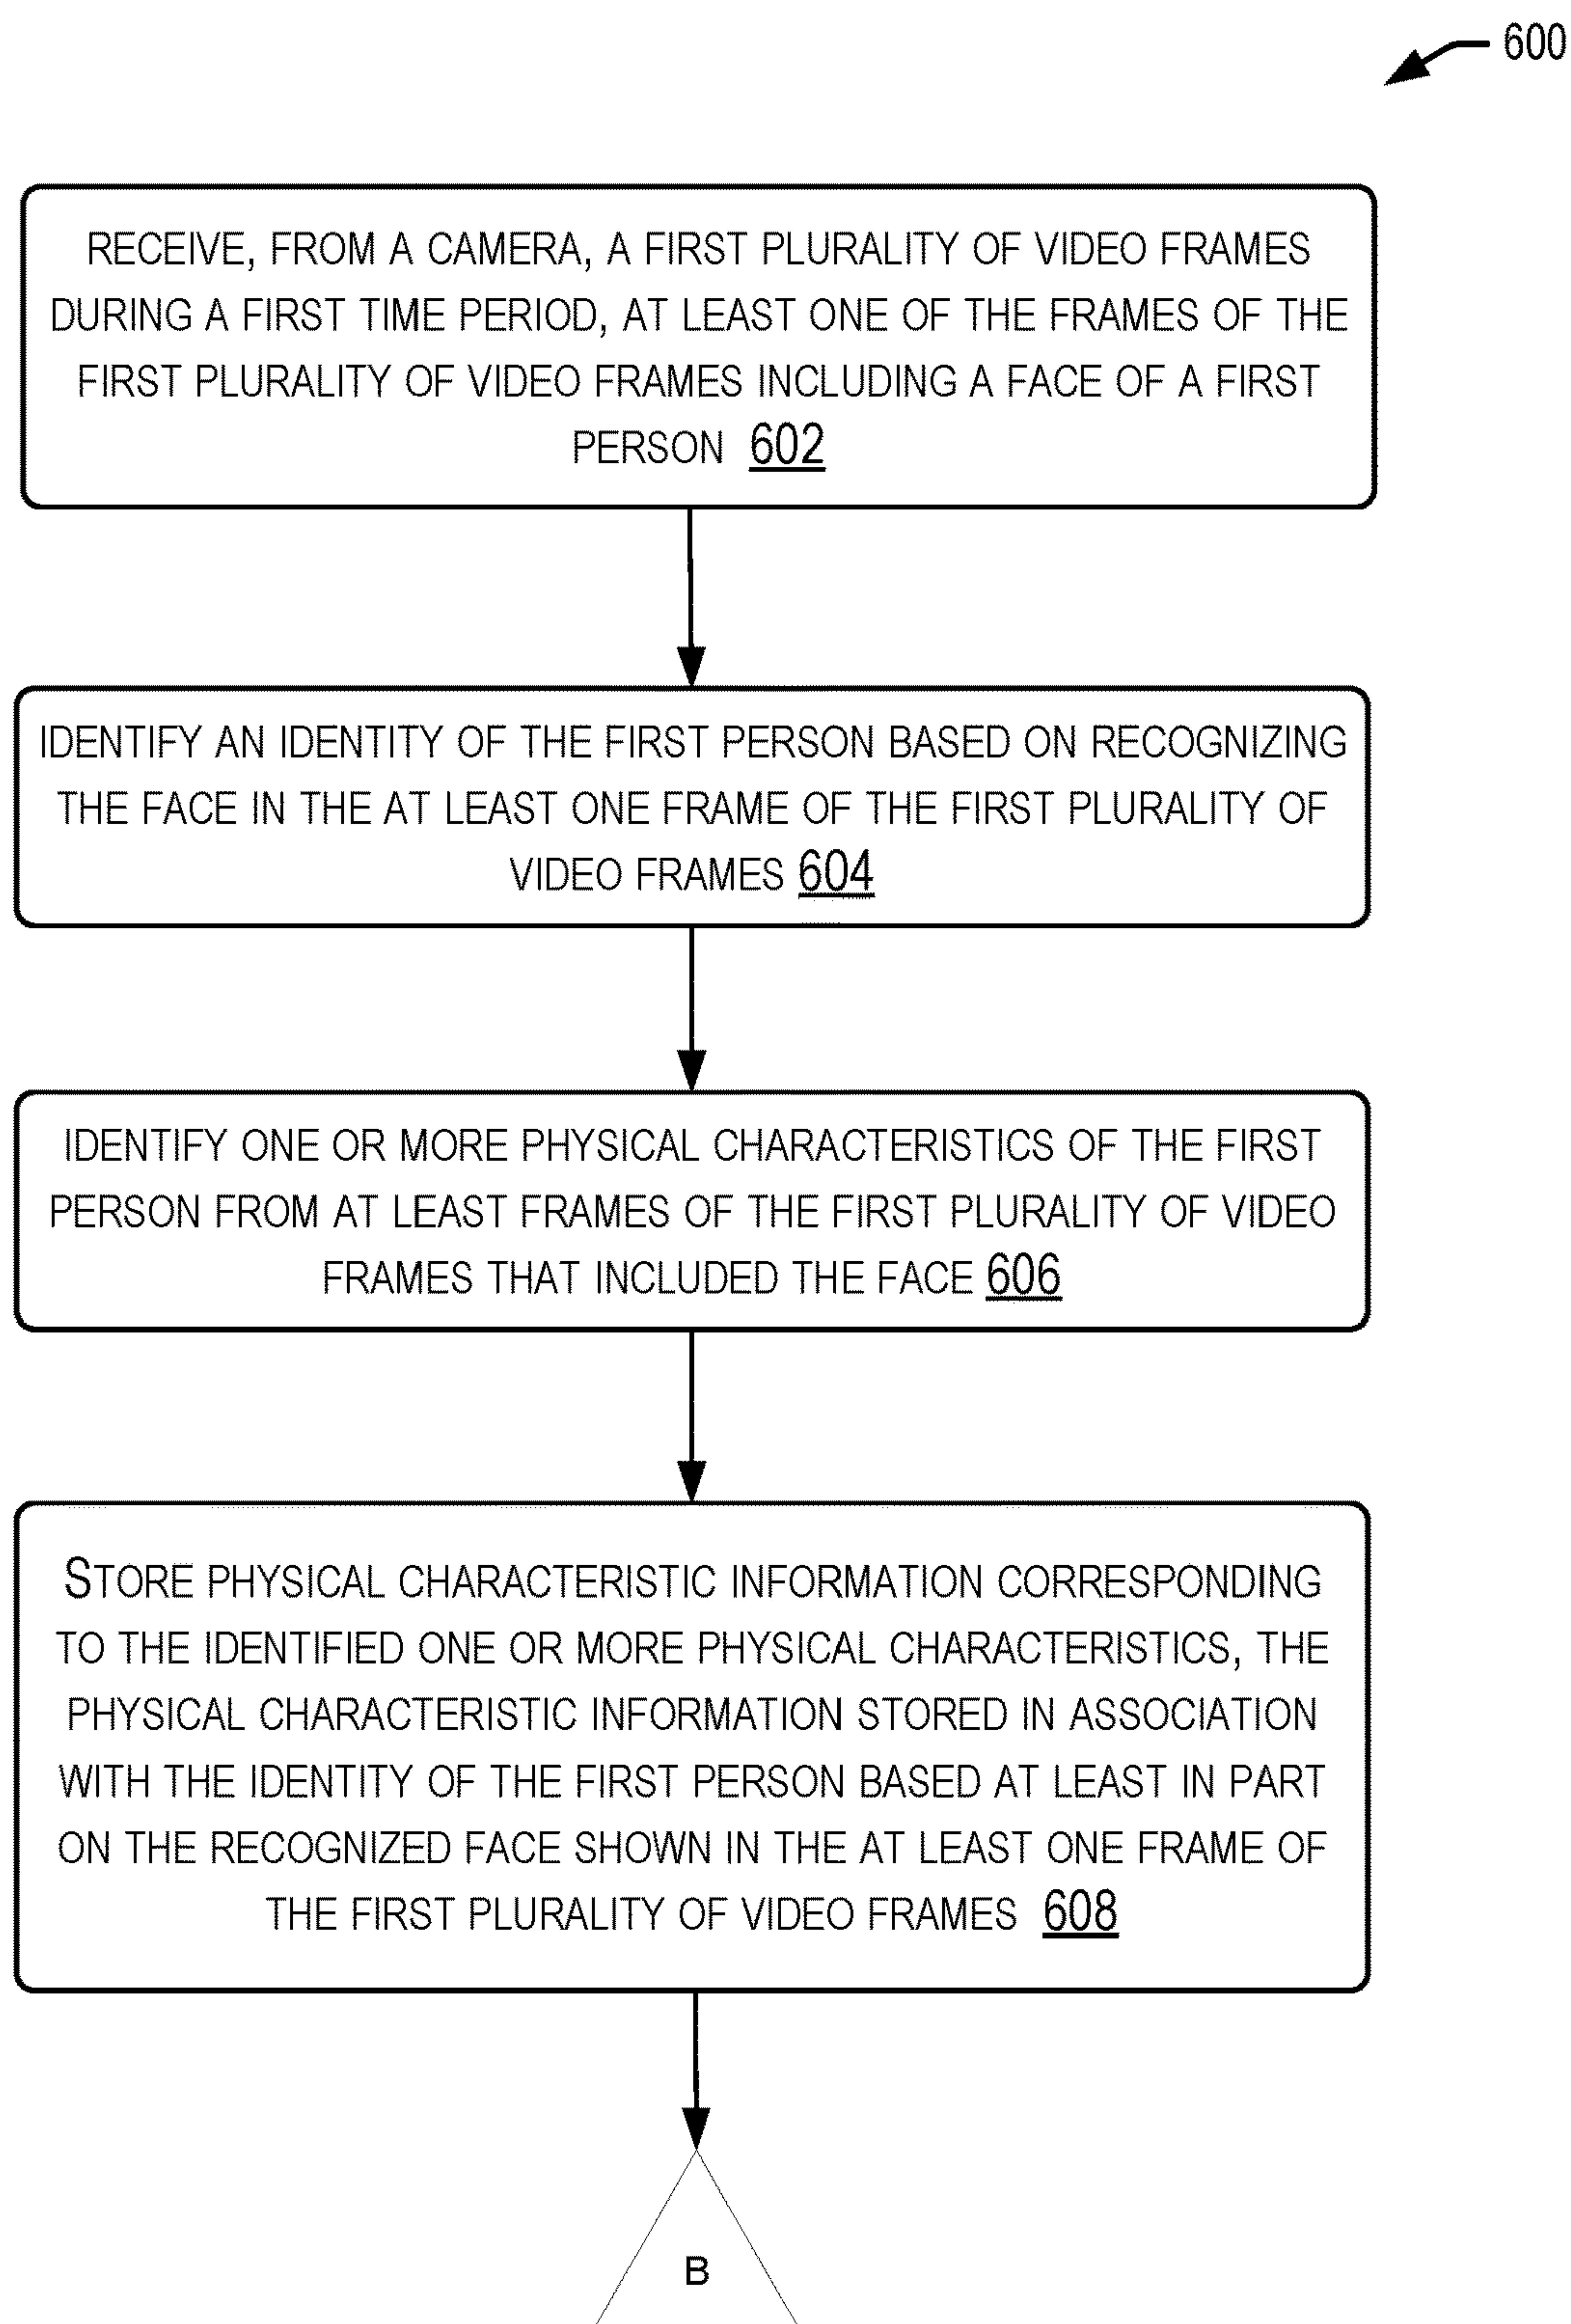 600
RECEIVE, FROM A CAMERA, A FIRST PLURALITY OF VIDEO FRAMES
DURING A FIRST TIME PERIOD, AT LEAST ONE OF THE FRAMES OF THE
FIRST PLURALITY OF VIDEO FRAMES INCLUDING A FACE OF A FIRST
PERSON 602
IDENTIFY AN IDENTITY OF THE FIRST PERSON BASED ON RECOGNIZING
THE FACE IN THE AT LEAST ONE FRAME OF THE FIRST PLURALITY OF
VIDEO FRAMES 604
IDENTIFY ONE OR MORE PHYSICAL CHARACTERISTICS OF THE FIRST
PERSON FROM AT LEAST FRAMES OF THE FIRST PLURALITY OF VIDEO
FRAMES THAT INCLUDED THE FACE 606
STORE PHYSICAL CHARACTERISTIC INFORMATION CORRESPONDING
TO THE IDENTIFIED ONE OR MORE PHYSICAL CHARACTERISTICS, THE
PHYSICAL CHARACTERISTIC INFORMATION STORED IN ASSOCIATION
WITH THE IDENTITY OF THE FIRST PERSON BASED AT LEAST IN PART
ON THE RECOGNIZED FACE SHOWN IN THE AT LEAST ONE FRAME OF
THE FIRST PLURALITY OF VIDEO FRAMES 608
B